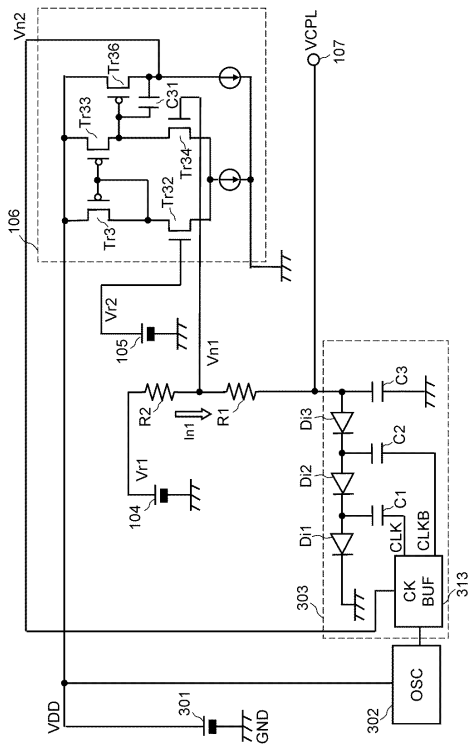 Vn2
Tr36
C31
Tr33
Tr34
Tr3
Tr32
106
VCPL
107
Vr2
105
Vn1
R2
In1
R1
Vr1
104
Di3
C3
Di2
C2
Di1
C1
CLK
CLKB
303
CK
BUF
313
VDD
301
GND
302
OSC